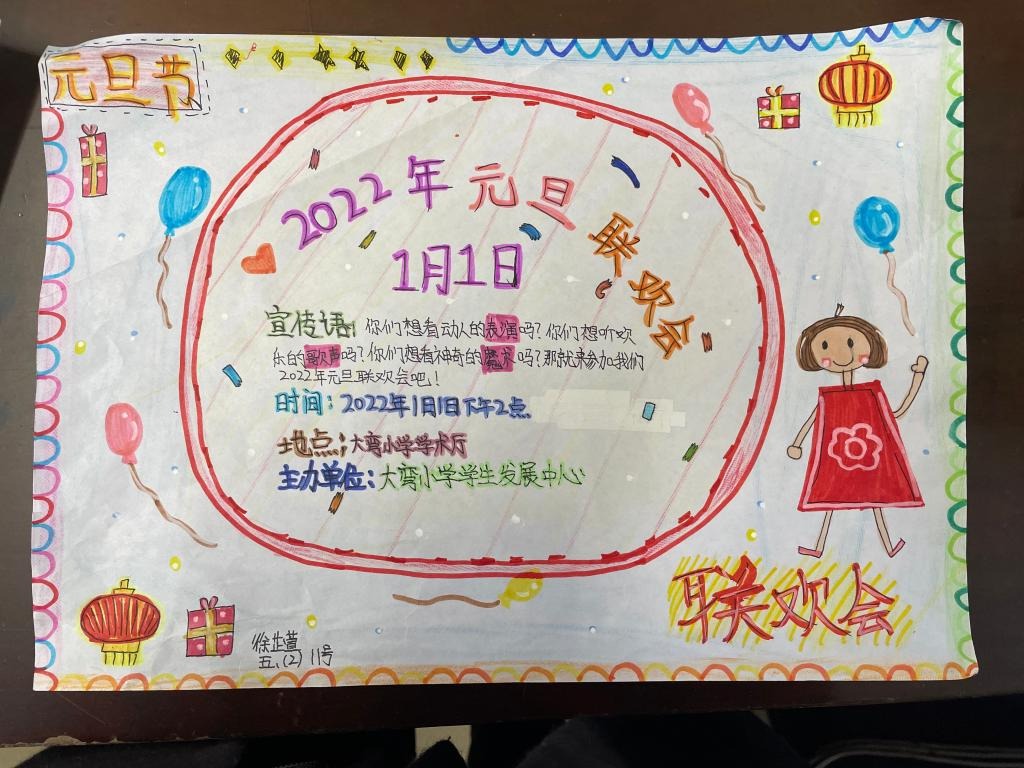 元旦节
2022年元旦联欢会
1月1日
宣传语:你们想看动人的表演吗?你们想听欢
乐的歌声吗?你们想看神奇的魔术吗?那就来参加我们
2022年元旦联欢会吧!
时间:2022年1日1日下午2点
地点;大弯小学学术厅
主办单位:大弯小学学生发展中心
联欢会
五、(2) 11号